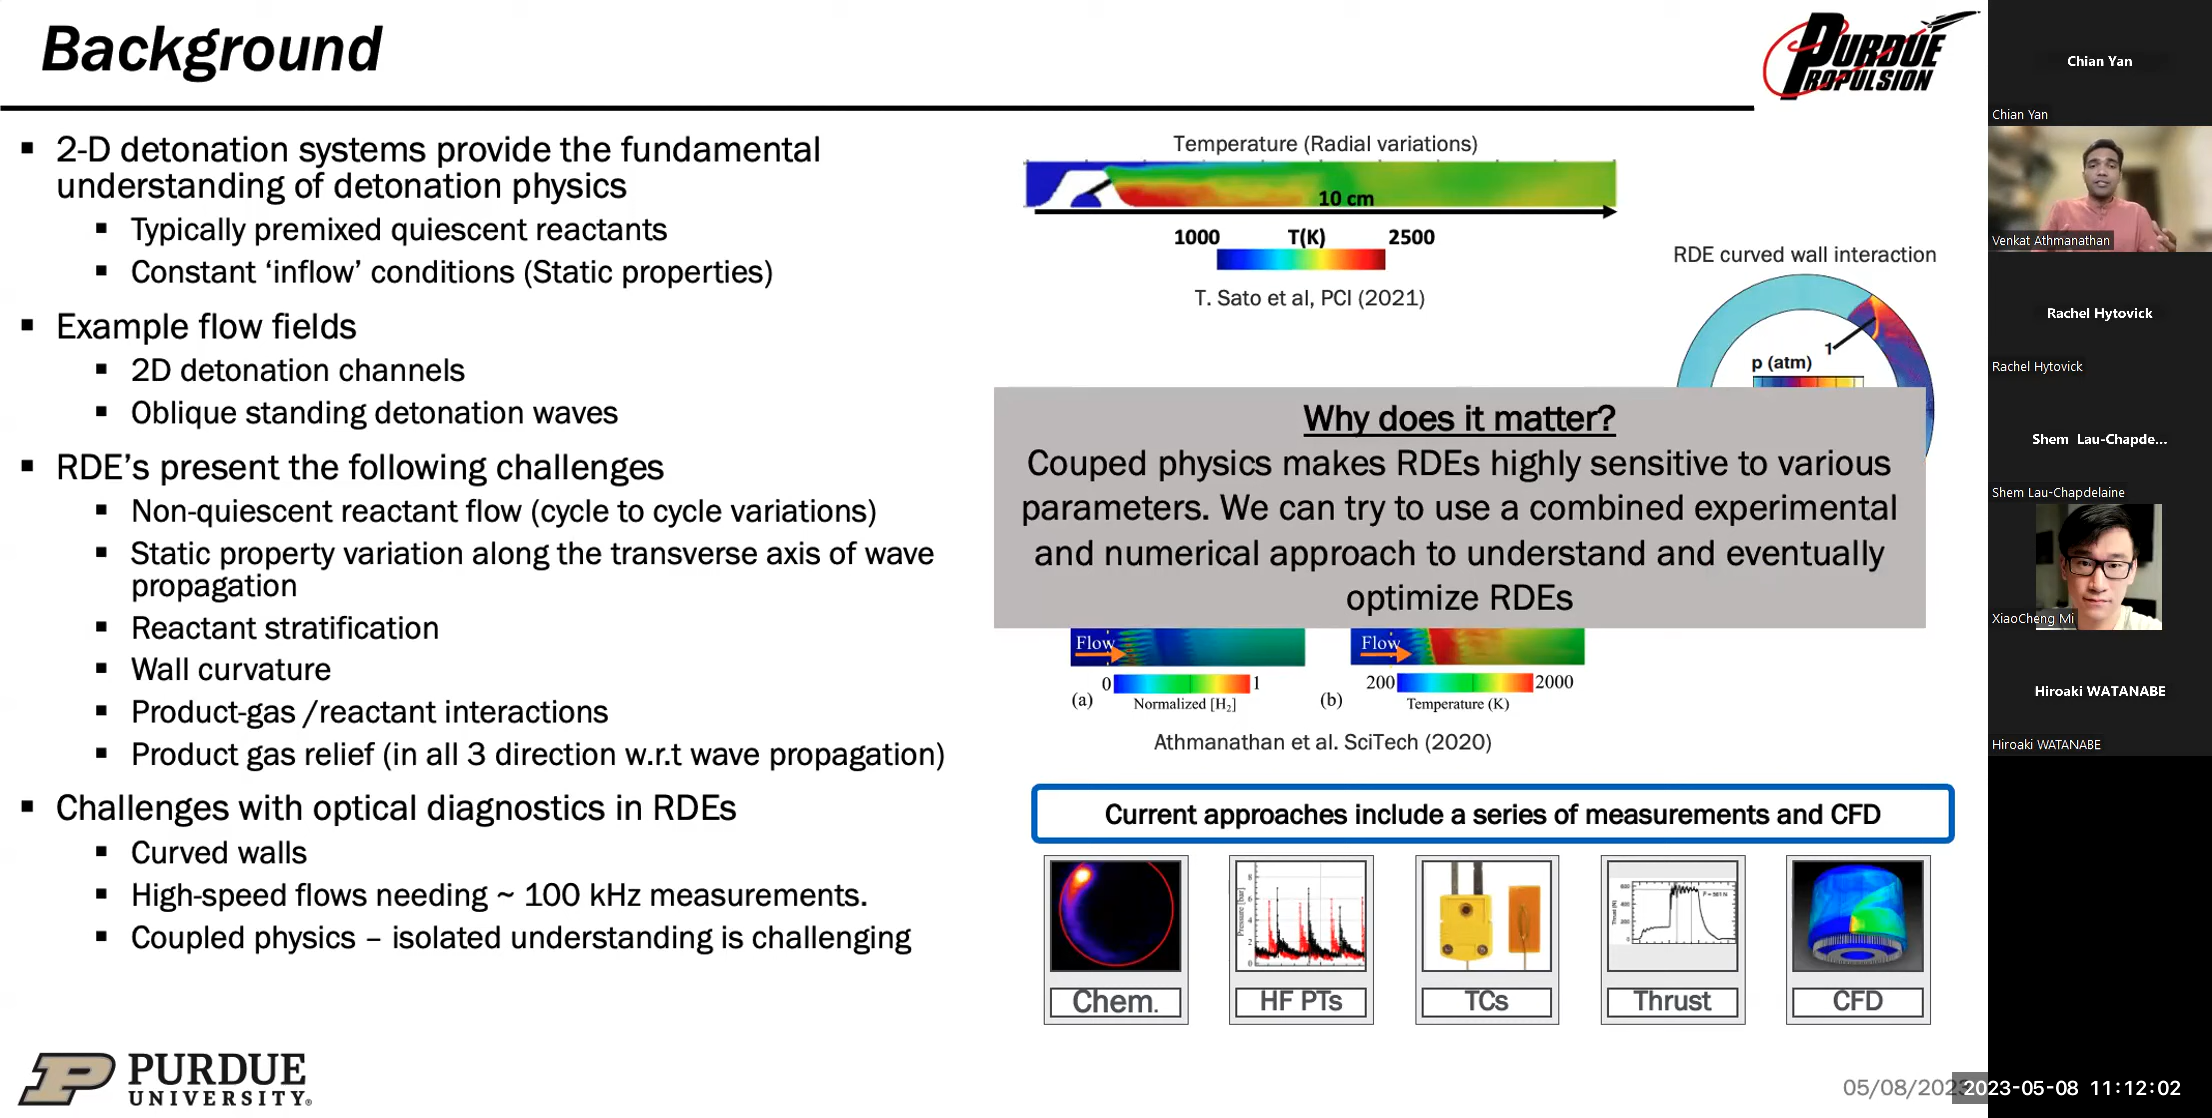 Background
PURDUE
PROPULSION
▪ 2-D detonation systems provide the fundamental
understanding of detonation physics
▪ Typically premixed quiescent reactants
▪ Constant ‘inflow’ conditions (Static properties)
▪ Example flow fields
▪ 2D detonation channels
▪ Oblique standing detonation waves
▪ RDE’s present the following challenges
▪ Non-quiescent reactant flow (cycle to cycle variations)
▪ Static property variation along the transverse axis of wave
propagation
▪ Reactant stratification
▪ Wall curvature
▪ Product-gas /reactant interactions
▪ Product gas relief (in all 3 direction w.r.t wave propagation)
▪ Challenges with optical diagnostics in RDEs
▪ Curved walls
▪ High-speed flows needing ~ 100 kHz measurements.
▪ Coupled physics – isolated understanding is challenging
Temperature (Radial variations)
10 cm
1000 T(K) 2500
T. Sato et al, PCI (2021)
RDE curved wall interaction
1
p (atm)
Why does it matter?
Couped physics makes RDEs highly sensitive to various
parameters. We can try to use a combined experimental
and numerical approach to understand and eventually
optimize RDEs
Flow
Flow
(a) 0 1
Normalized [H₂]
(b) 200 2000
Temperature (K)
Athmanathan et al. SciTech (2020)
Current approaches include a series of measurements and CFD
Pressure [bar]
Thrust (N)
Chem.
HF PTs
TCs
Thrust
CFD
PURDUE
UNIVERSITY®
05/08/202
2023-05-08 11:12:02
Chian Yan
Chian Yan
Venkat Athmanathan
Rachel Hytovick
Rachel Hytovick
Shem Lau-Chapde...
Shem Lau-Chapdelaine
XiaoCheng Mi
Hiroaki WATANABE
Hiroaki WATANABE